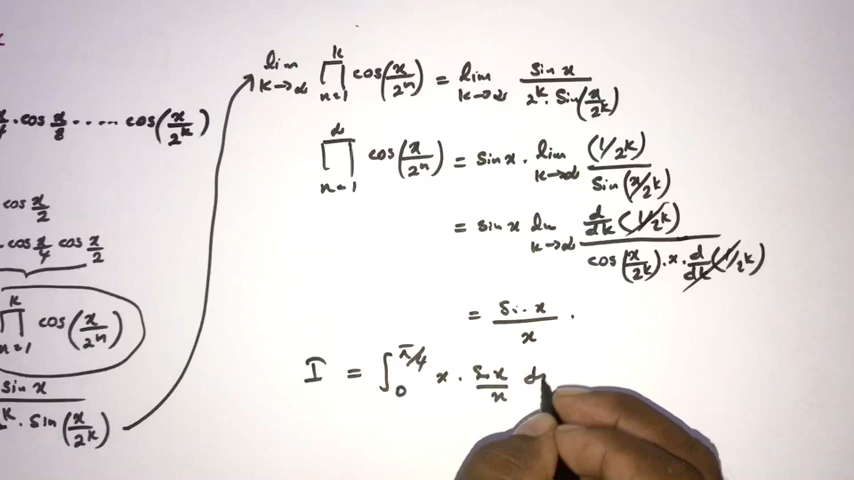 x
x/4 · cos x/8 ····· cos(x/2^k)
cos x/2
· cos x/4 cos x/2
k ∏ n=1 cos(x/2^n)
sin x
2^k · sin(x/2^k)
lim k→∞ ∏ n=1 k cos(x/2^n) = lim k→∞ sin x / 2^k · sin(x/2^k)
∏ n=1 ∞ cos(x/2^n) = sin x · lim k→∞ (1/2^k) / sin(x/2^k)
= sin x lim k→∞ d/dk (1/2^k) / cos(x/2^k) · x · d/dk (1/2^k)
= sin x / x .
I = ∫ 0 π/4 x · sin x / x d